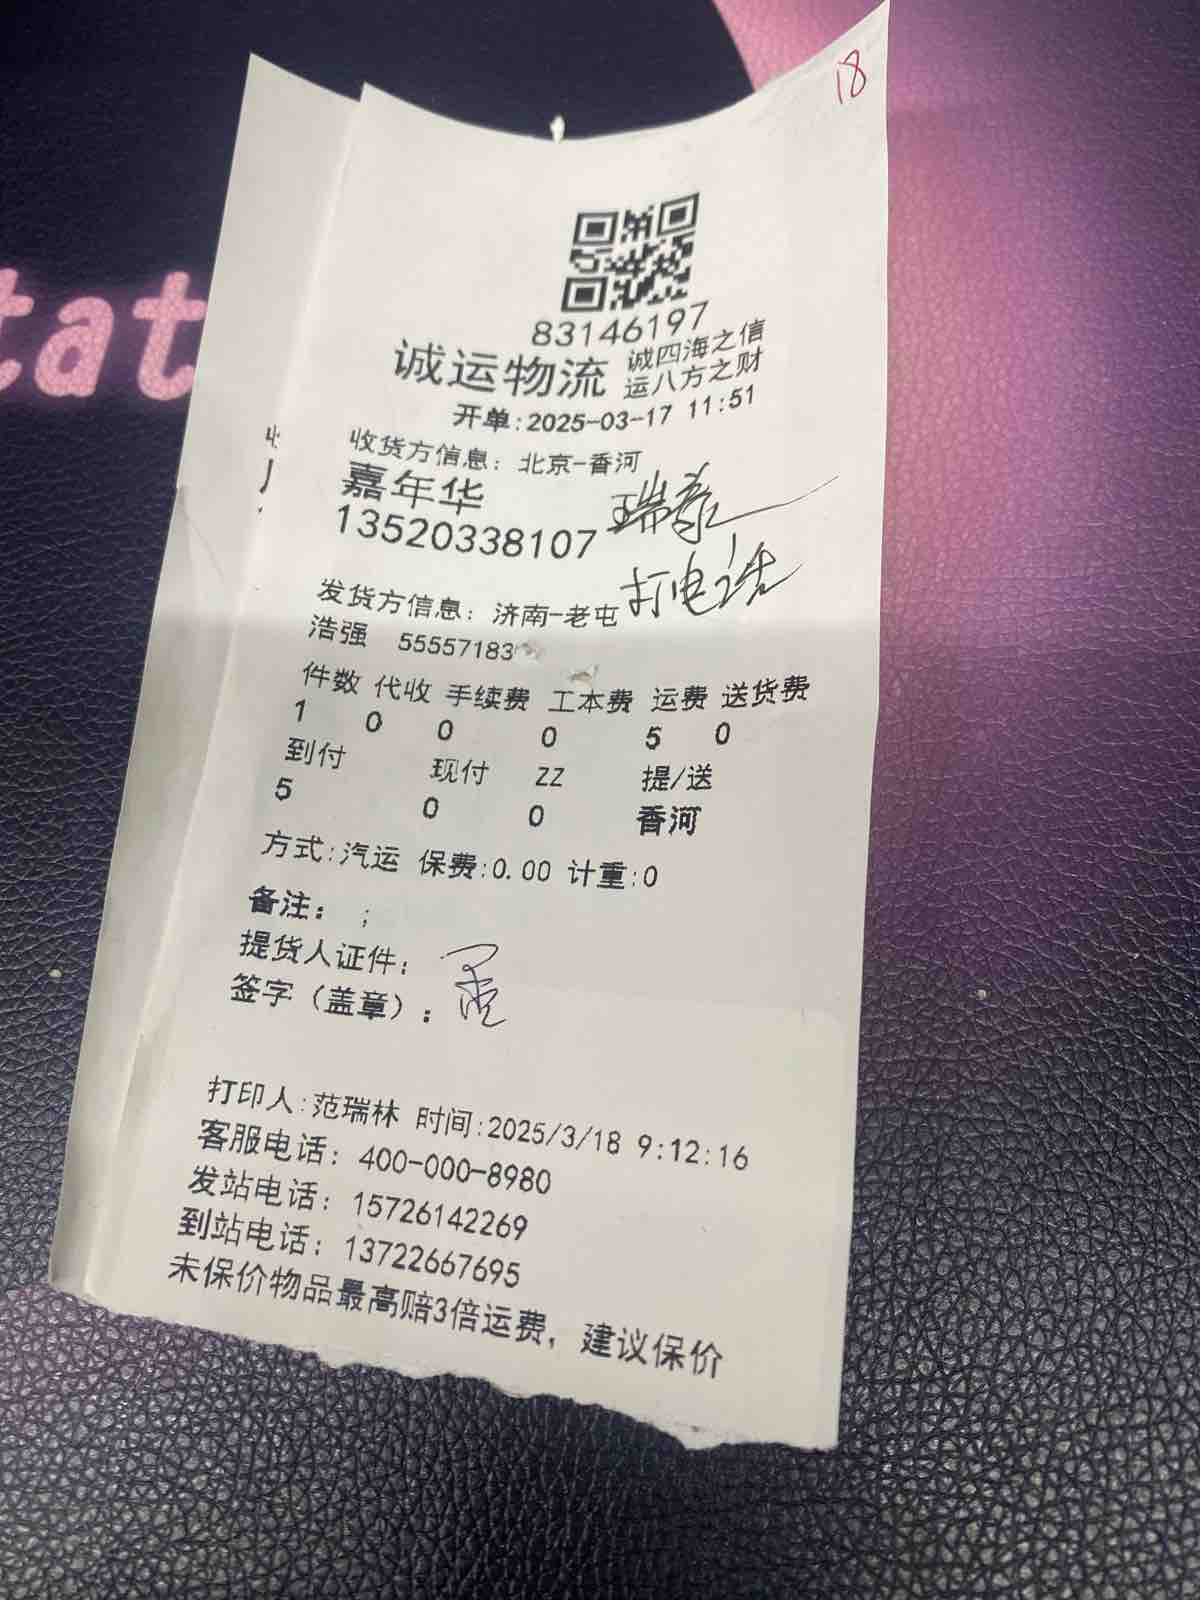 18
tat
83146197
诚运物流 诚四海之信
运八方之财
开单:2025-03-17 11:51
收货方信息: 北京-香河
嘉年华
13520338107
打电话
发货方信息: 济南-老屯
浩强 55557183
件数 代收 手续费 工本费 运费 送货费
1 0 0 0 5 0
到付 现付 ZZ 提/送
5 0 0 香河
方式:汽运 保费:0.00 计重:0
备注: ;
提货人证件:
签字(盖章):
打印人:范瑞林 时间:2025/3/18 9:12:16
客服电话: 400-000-8980
发站电话: 15726142269
到站电话: 13722667695
未保价物品最高赔3倍运费, 建议保价